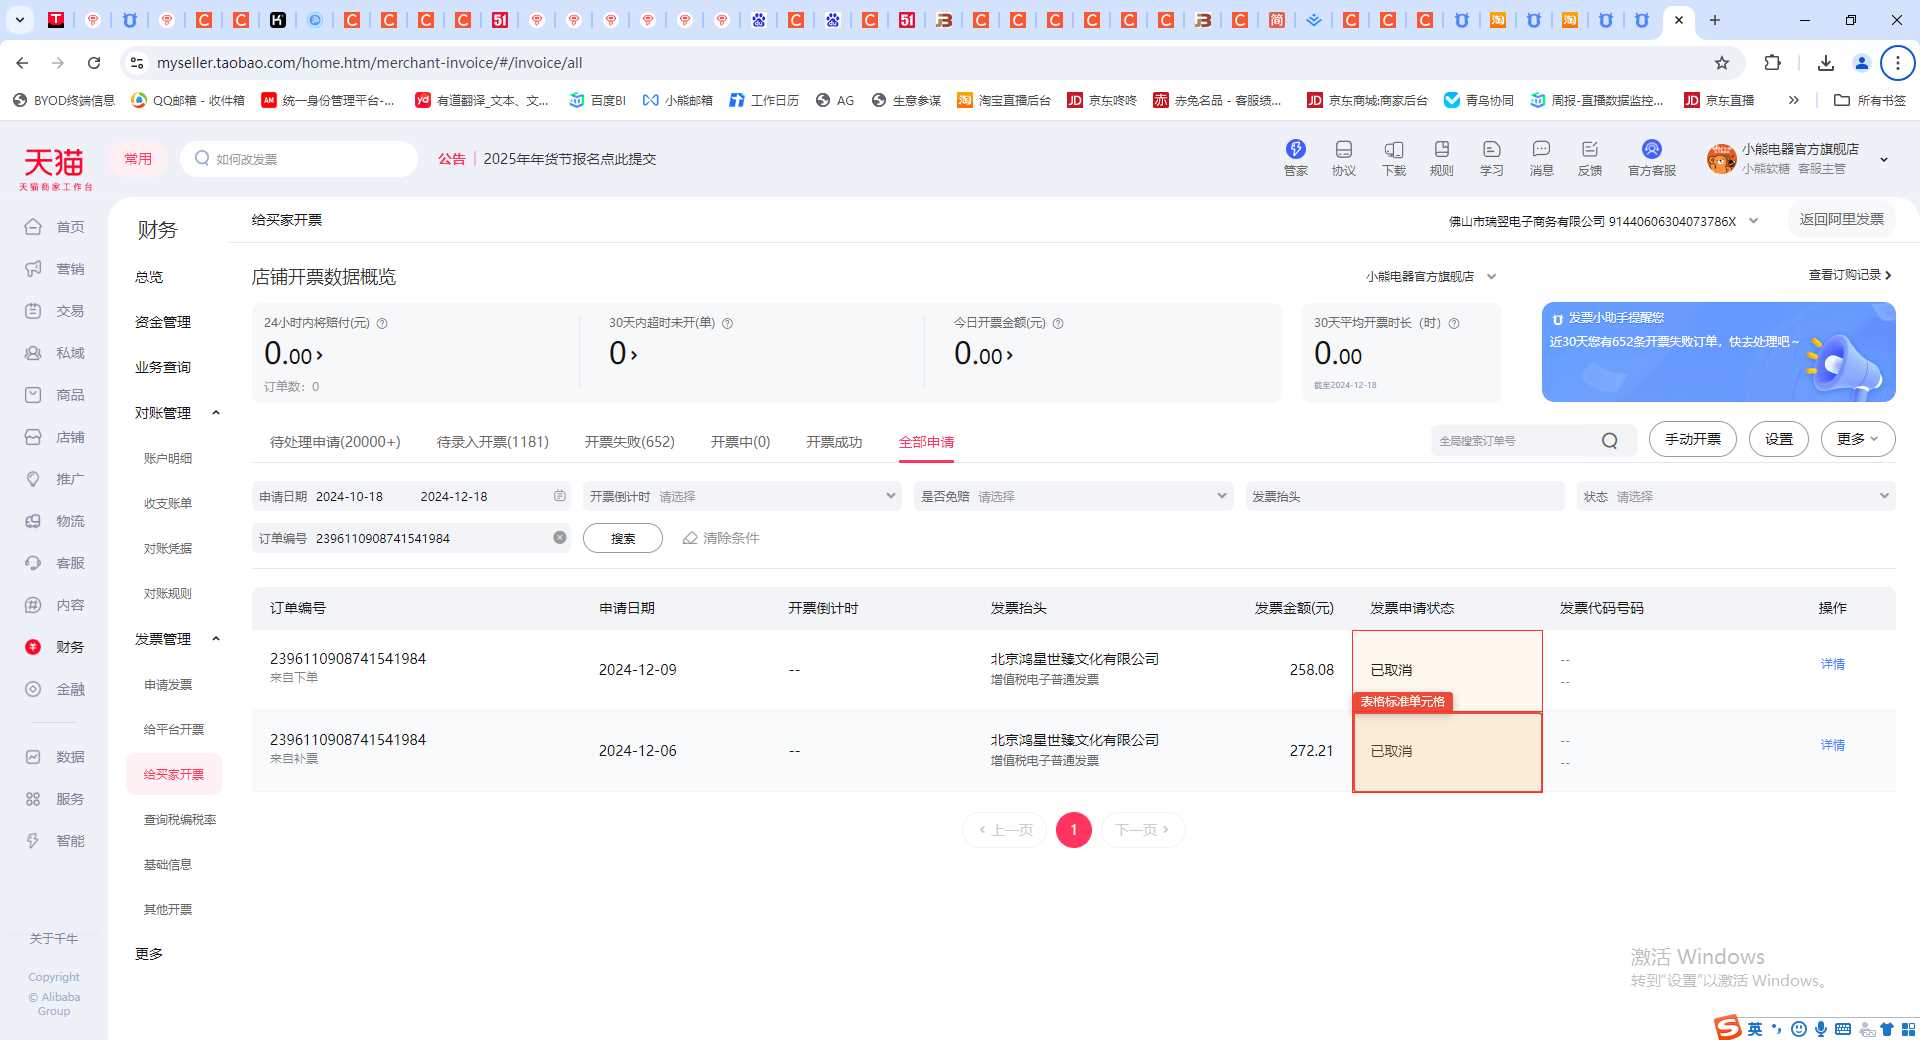 myseller.taobao.com/home.htm/merchant-invoice/#/invoice/all
BYOD终端信息
QQ邮箱 - 收件箱
统一身份管理平台-...
有道翻译_文本、文...
百度BI
小熊邮箱
工作日历
AG
生意参谋
淘宝直播后台
京东咚咚
赤兔名品 - 客服绩...
京东商城:商家后台
青鸟协同
周报-直播数据监控...
京东直播
所有书签
天猫
天猫商家工作台
常用
如何改发票
公告
2025年年货节报名点此提交
管家
协议
下载
规则
学习
消息
反馈
官方客服
小熊电器官方旗舰店
小熊软糖 客服主管
首页
营销
交易
私域
商品
店铺
推广
物流
客服
内容
财务
金融
数据
服务
智能
关于千牛
Copyright
© Alibaba
Group
财务
总览
资金管理
业务查询
对账管理
账户明细
收支账单
对账凭据
对账规则
发票管理
申请发票
给平台开票
给买家开票
查询税编税率
基础信息
其他开票
更多
给买家开票
佛山市瑞翌电子商务有限公司 91440606304073786X
返回阿里发票
店铺开票数据概览
小熊电器官方旗舰店
查看订购记录
24小时内将赔付(元)
0.00
订单数: 0
30天内超时未开(单)
0
今日开票金额(元)
0.00
30天平均开票时长（时）
0.00
截至2024-12-18
发票小助手提醒您
近30天您有652条开票失败订单，快去处理吧～
待处理申请(20000+)
待录入开票(1181)
开票失败(652)
开票中(0)
开票成功
全部申请
全局搜索订单号
手动开票
设置
更多
申请日期 2024-10-18 2024-12-18
开票倒计时 请选择
是否免赔 请选择
发票抬头
状态 请选择
订单编号 2396110908741541984
搜索
清除条件
订单编号 申请日期 开票倒计时 发票抬头 发票金额(元) 发票申请状态 发票代码号码 操作
2396110908741541984
来自下单
2024-12-09
--
北京鸿星世臻文化有限公司
增值税电子普通发票
258.08
已取消
--
--
详情
表格标准单元格
2396110908741541984
来自补票
2024-12-06
--
北京鸿星世臻文化有限公司
增值税电子普通发票
272.21
已取消
--
--
详情
上一页
1
下一页
激活 Windows
转到"设置"以激活 Windows。
英